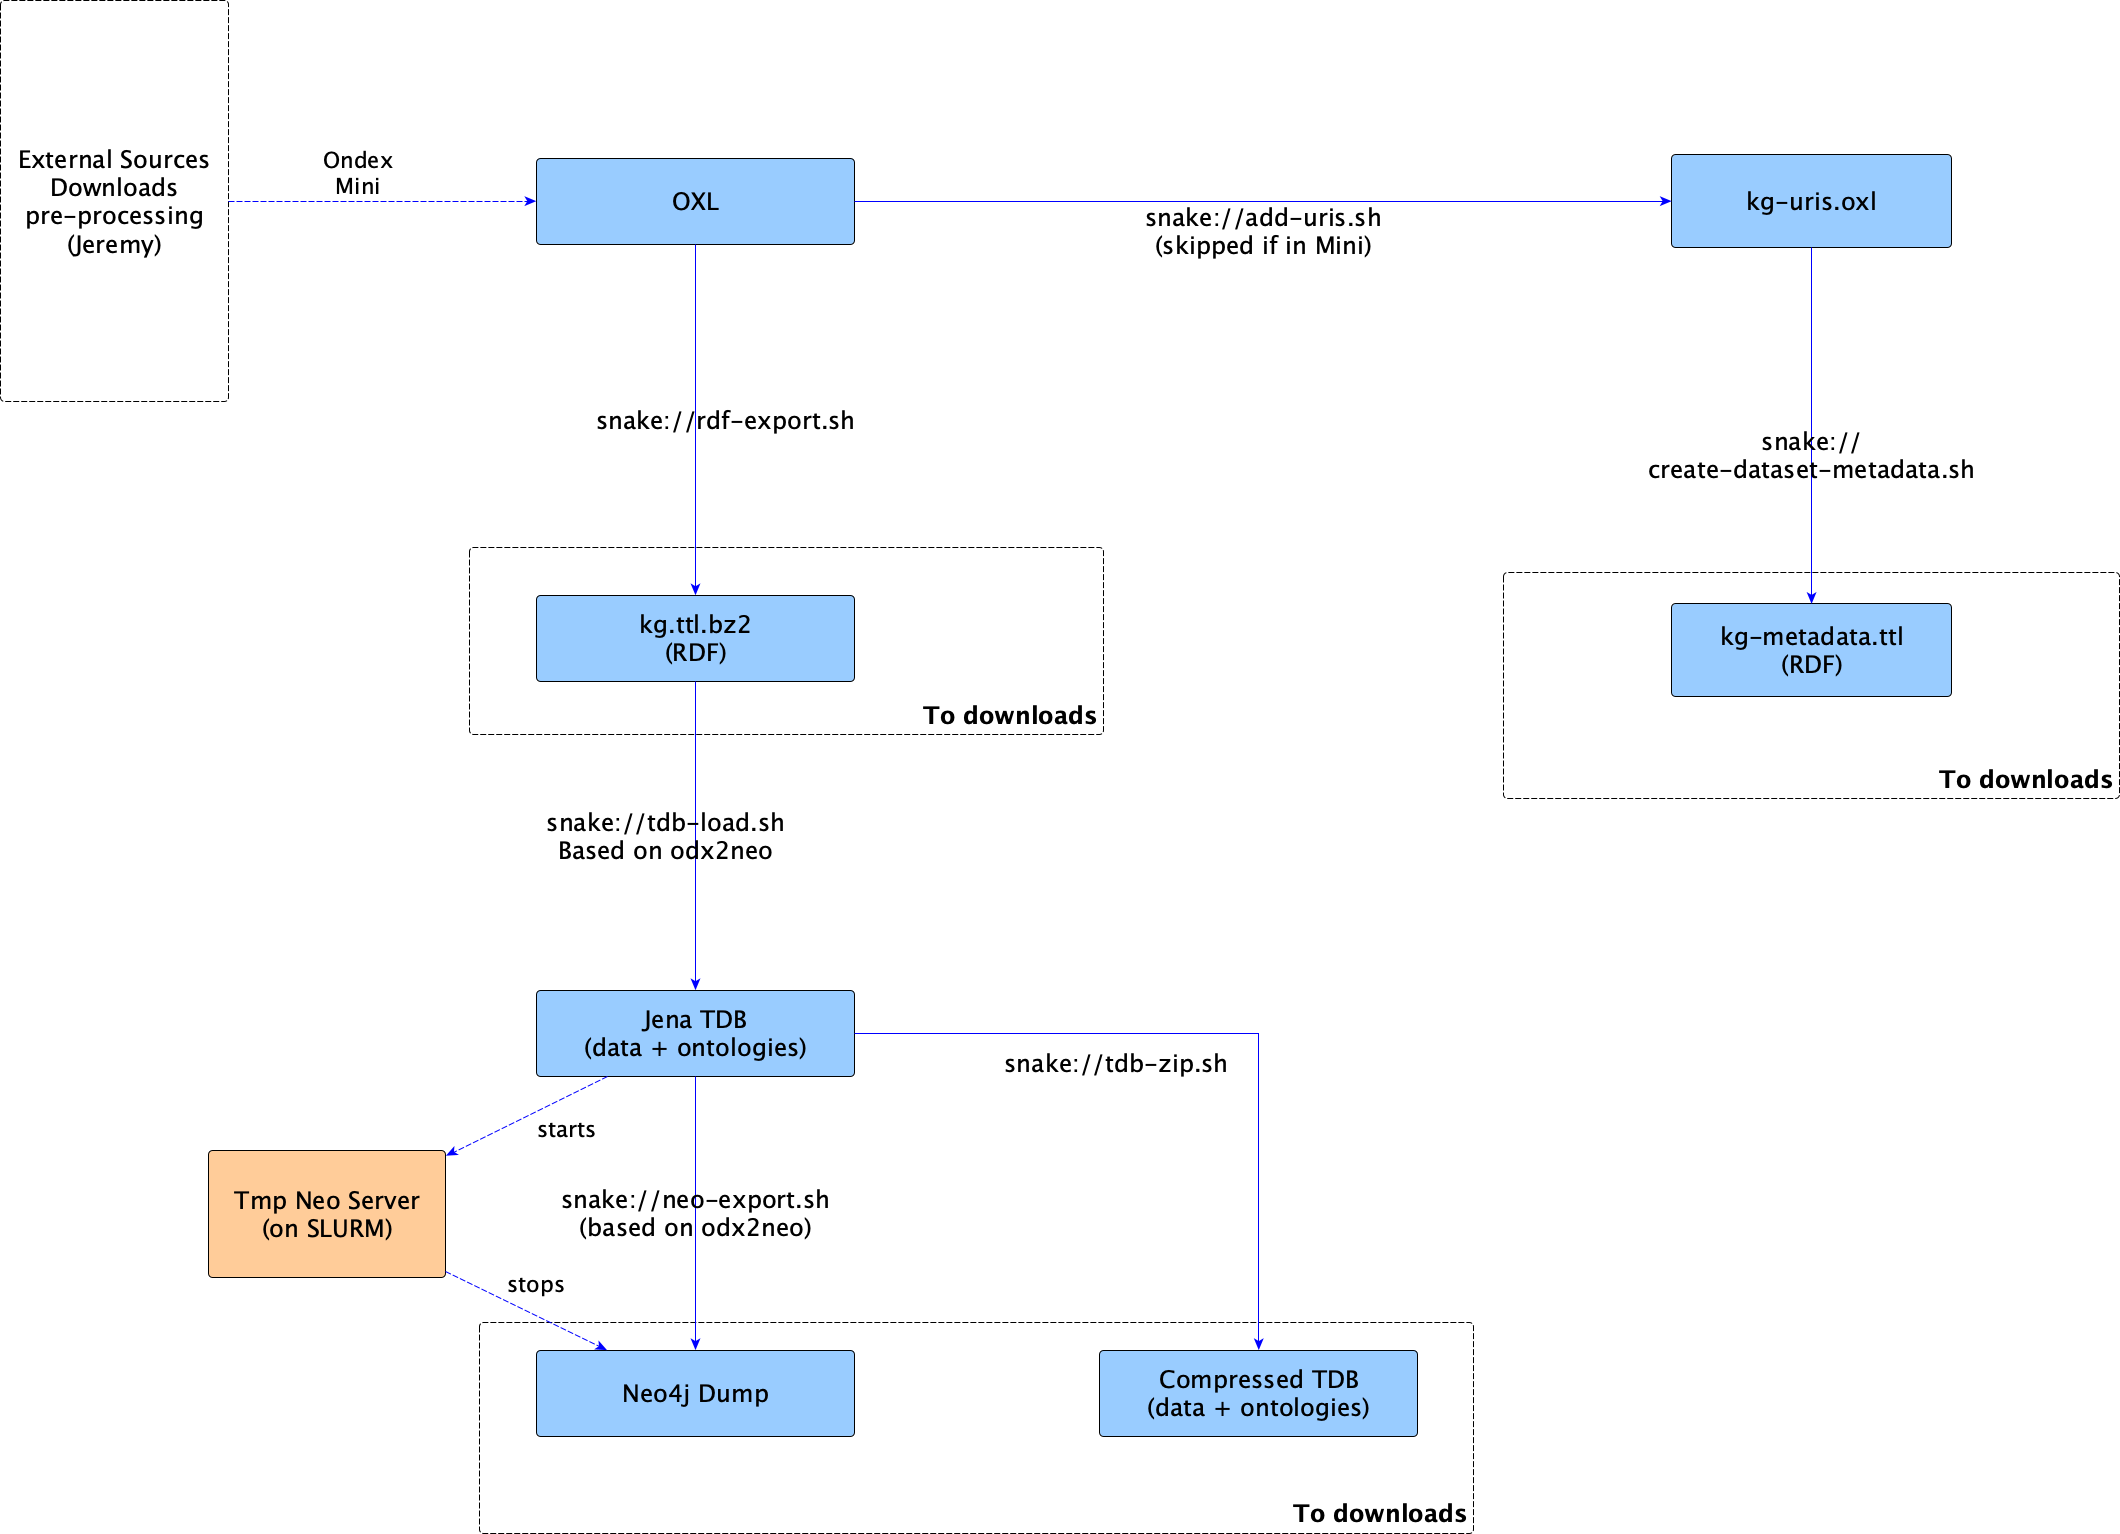 External Sources
Downloads
pre-processing
(Jeremy)
Ondex
Mini
OXL
snake://add-uris.sh
(skipped if in Mini)
kg-uris.oxl
snake://rdf-export.sh
snake://
create-dataset-metadata.sh
kg.ttl.bz2
(RDF)
To downloads
kg-metadata.ttl
(RDF)
To downloads
snake://tdb-load.sh
Based on odx2neo
Jena TDB
(data + ontologies)
snake://tdb-zip.sh
starts
Tmp Neo Server
(on SLURM)
snake://neo-export.sh
(based on odx2neo)
stops
Neo4j Dump
Compressed TDB
(data + ontologies)
To downloads